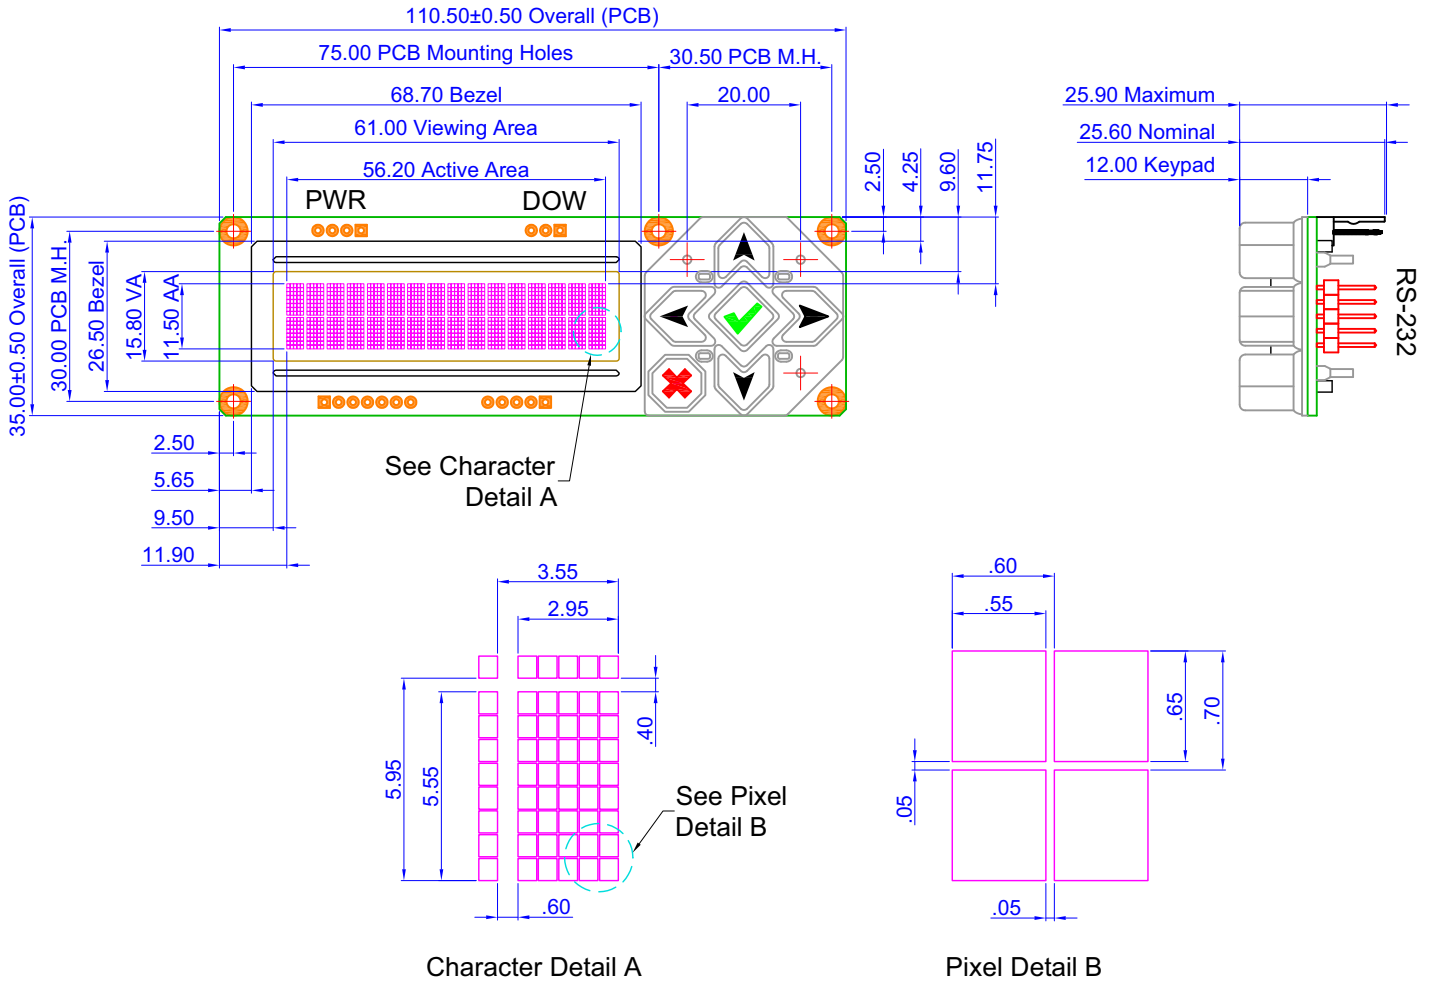 110.50±0.50 Overall (PCB)
75.00 PCB Mounting Holes
30.50 PCB M.H.
68.70 Bezel
20.00
61.00 Viewing Area
56.20 Active Area
PWR
DOW
2.50
4.25
9.60
11.75
25.90 Maximum
25.60 Nominal
12.00 Keypad
RS-232
35.00±0.50 Overall (PCB)
30.00 PCB M.H.
26.50 Bezel
15.80 VA
11.50 AA
2.50
5.65
9.50
11.90
See Character
Detail A
3.55
2.95
.40
5.95
5.55
.60
See Pixel
Detail B
Character Detail A
.60
.55
.65
.70
.05
.05
Pixel Detail B